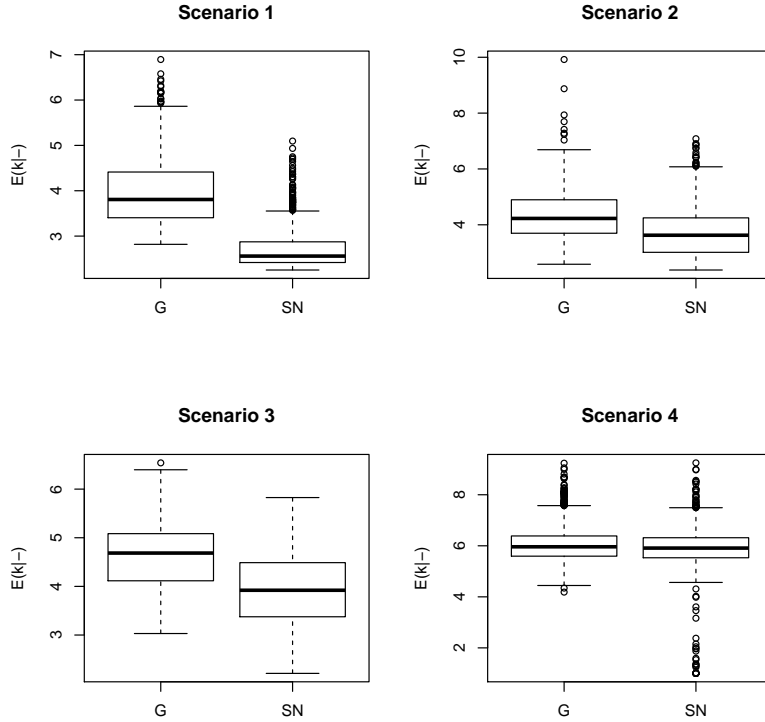 Scenario 1
E(k|−)
7
6
5
4
3
G SN
Scenario 2
E(k|−)
10
8
6
4
G SN
Scenario 3
E(k|−)
6
5
4
3
G SN
Scenario 4
E(k|−)
8
6
4
2
G SN